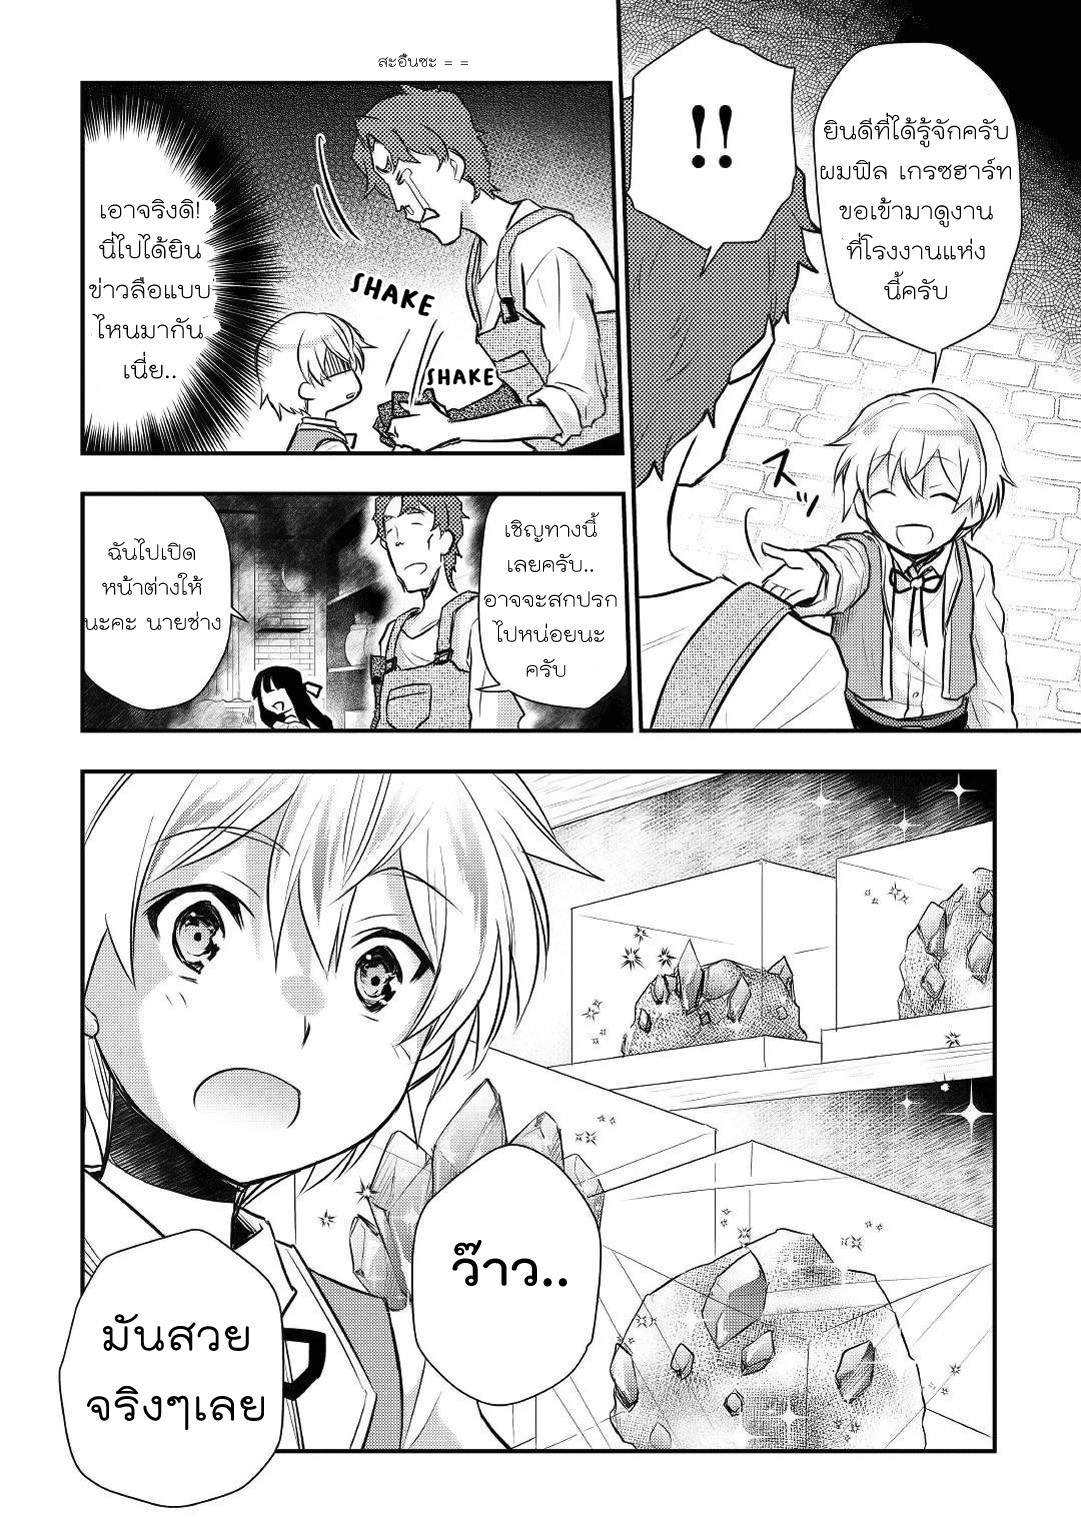 !!
ยินดีที่ได้รู้จักครับ
ผมฟิล เกรซฮาร์ท
ขอเข้ามาดูงาน
ที่โรงงานแห่ง
นี้ครับ
スッ
สะอื้นซะ = =
SHAKE
SHAKE
เอาจริงดิ!
นี่ไปได้ยิน
ข่าวลือแบบ
ไหนมากัน
เนี่ย..
เชิญทางนี้
เลยครับ..
อาจจะสกปรก
ไปหน่อยนะ
ครับ
ฉันไปเปิด
หน้าต่างให้
นะคะ นายช่าง
ว๊าว..
มันสวย
จริงๆเลย